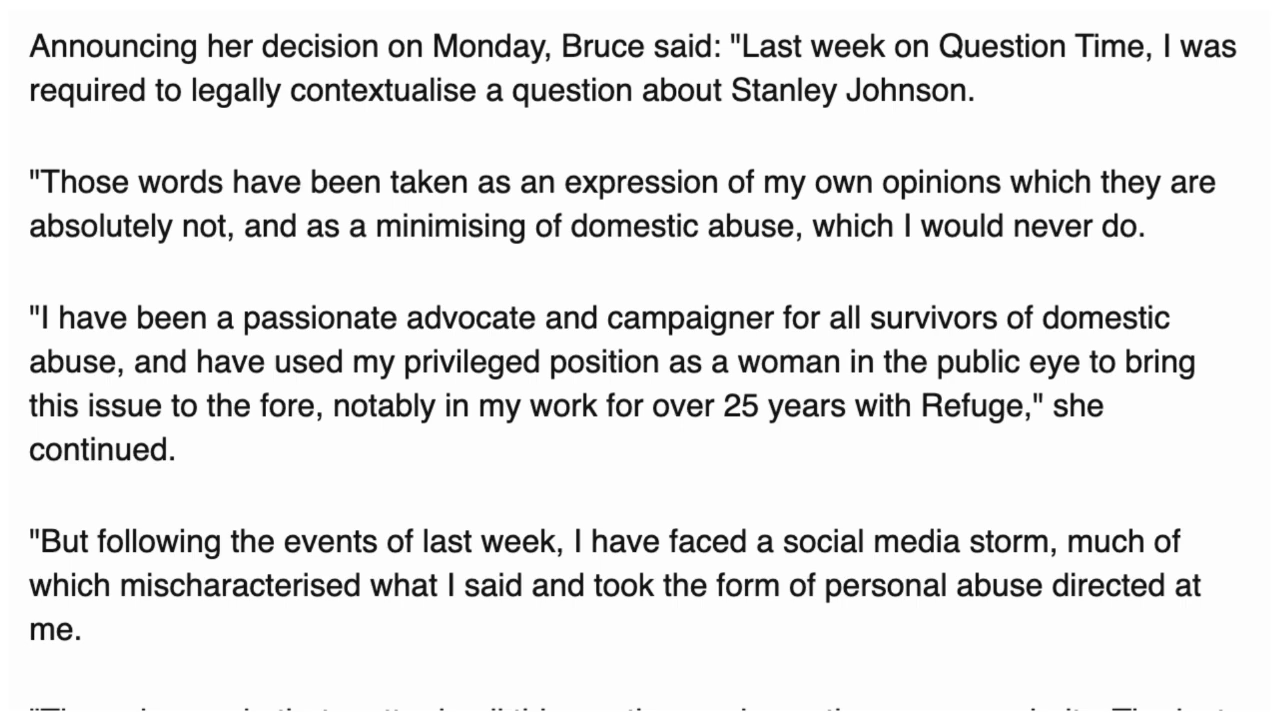 Announcing her decision on Monday, Bruce said: "Last week on Question Time, I was
required to legally contextualise a question about Stanley Johnson.
"Those words have been taken as an expression of my own opinions which they are
absolutely not, and as a minimising of domestic abuse, which I would never do.
"I have been a passionate advocate and campaigner for all survivors of domestic
abuse, and have used my privileged position as a woman in the public eye to bring
this issue to the fore, notably in my work for over 25 years with Refuge," she
continued.
"But following the events of last week, I have faced a social media storm, much of
which mischaracterised what I said and took the form of personal abuse directed at
me.